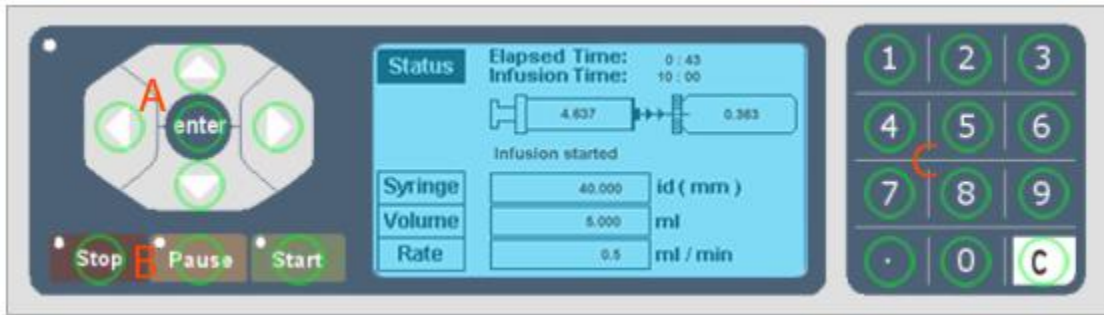 Status
Elapsed Time: 0 : 43
Infusion Time: 10 : 00
4.637 0.363
Infusion started
Syringe 40.000 id ( mm )
Volume 5.000 ml
Rate 0.5 ml / min
A
enter
B
Stop Pause Start
1 2 3
4 5 6
C
7 8 9
. 0 C